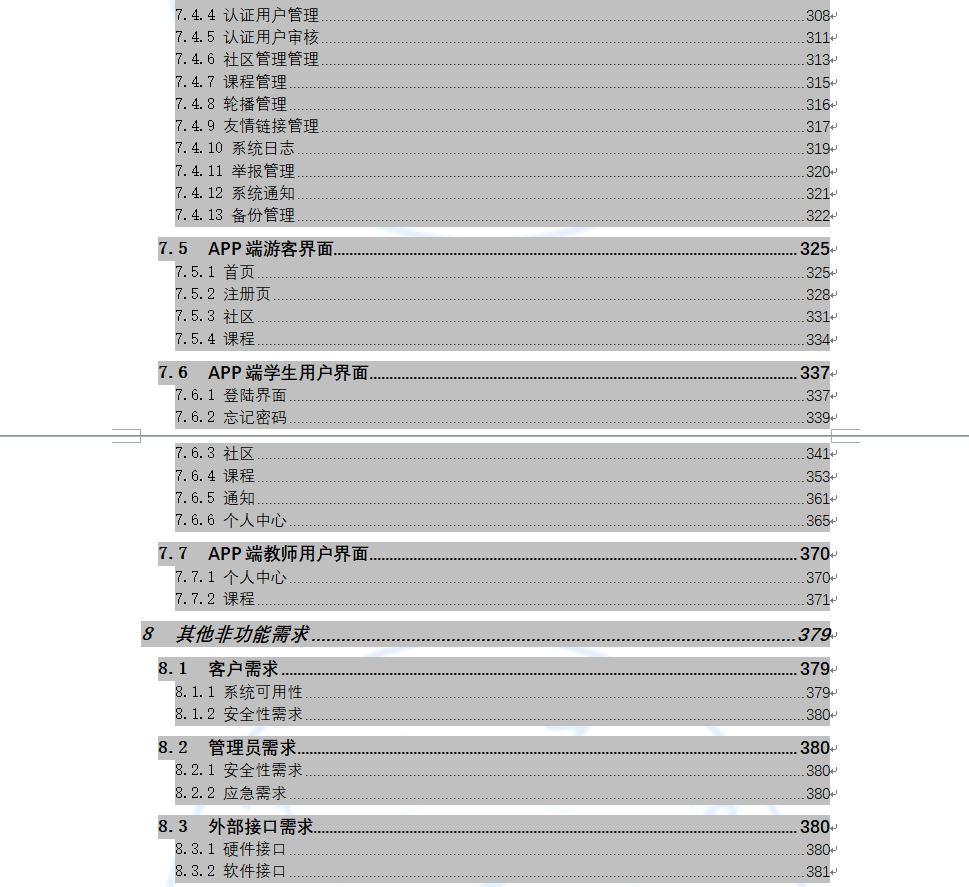 7.4.4 认证用户管理 308
7.4.5 认证用户审核 311
7.4.6 社区管理管理 313
7.4.7 课程管理 315
7.4.8 轮播管理 316
7.4.9 友情链接管理 317
7.4.10 系统日志 319
7.4.11 举报管理 320
7.4.12 系统通知 321
7.4.13 备份管理 322
7.5 APP 端游客界面 325
7.5.1 首页 325
7.5.2 注册页 328
7.5.3 社区 331
7.5.4 课程 334
7.6 APP 端学生用户界面 337
7.6.1 登陆界面 337
7.6.2 忘记密码 339
7.6.3 社区 341
7.6.4 课程 353
7.6.5 通知 361
7.6.6 个人中心 365
7.7 APP 端教师用户界面 370
7.7.1 个人中心 370
7.7.2 课程 371
8 其他非功能需求 379
8.1 客户需求 379
8.1.1 系统可用性 379
8.1.2 安全性需求 380
8.2 管理员需求 380
8.2.1 安全性需求 380
8.2.2 应急需求 380
8.3 外部接口需求 380
8.3.1 硬件接口 380
8.3.2 软件接口 381